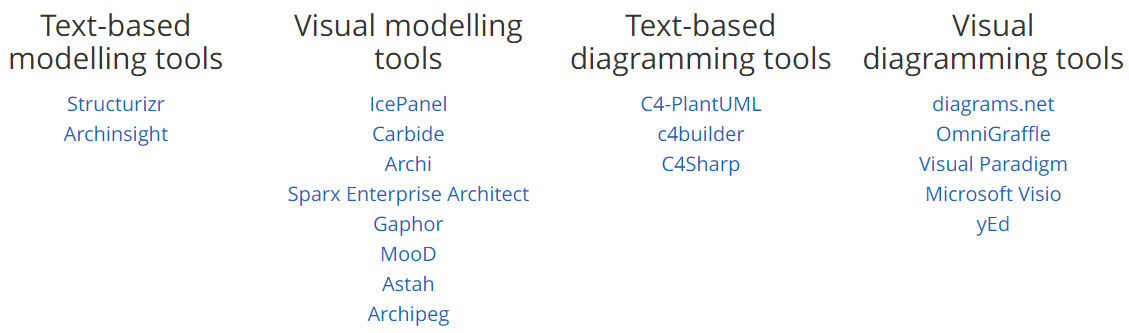 Text-based
modelling tools
Structurizr
Archinsight
Visual modelling
tools
IcePanel
Carbide
Archi
Sparx Enterprise Architect
Gaphor
MooD
Astah
Archipeg
Text-based
diagramming tools
C4-PlantUML
c4builder
C4Sharp
Visual
diagramming tools
diagrams.net
OmniGraffle
Visual Paradigm
Microsoft Visio
yEd